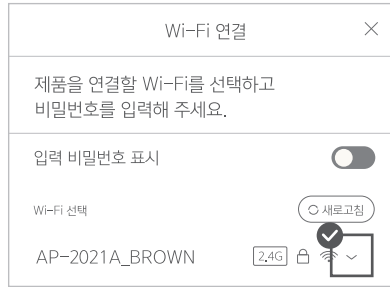 Wi-Fi 연결
제품을 연결할 Wi-Fi를 선택하고
비밀번호를 입력해 주세요.
입력 비밀번호 표시
Wi-Fi 선택 새로고침
AP-2021A_BROWN 2.4G